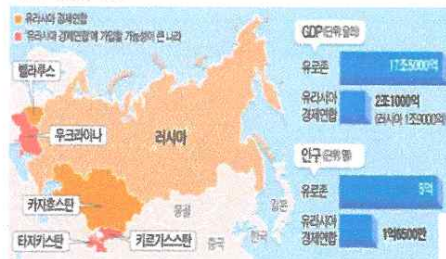 유라시아 경제연합
'유라시아 경제연합'에 가입할 가능성이 큰 나라
벨라루스
우크라이나
러시아
카자흐스탄
타지키스탄
키르기스스탄
몽골
중국
한국
일본
GDP(단위:달러)
유로존
17조5000억
유라시아
경제연합
2조1000억
(러시아 1조9000억)
인구(단위:명)
유로존
5억
유라시아
경제연합
1억6500만